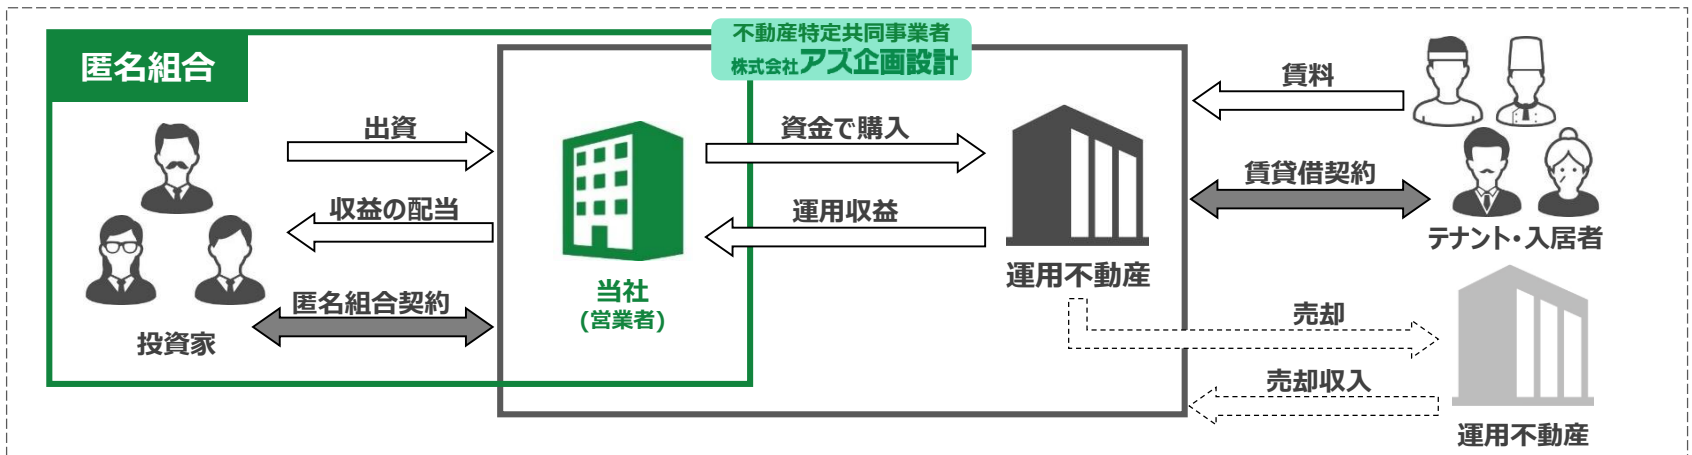 不動産特定共同事業者
株式会社アズ企画設計
匿名組合
出資
収益の配当
匿名組合契約
投資家
当社
(営業者)
資金で購入
運用収益
運用不動産
賃料
賃貸借契約
テナント・入居者
売却
売却収入
運用不動産